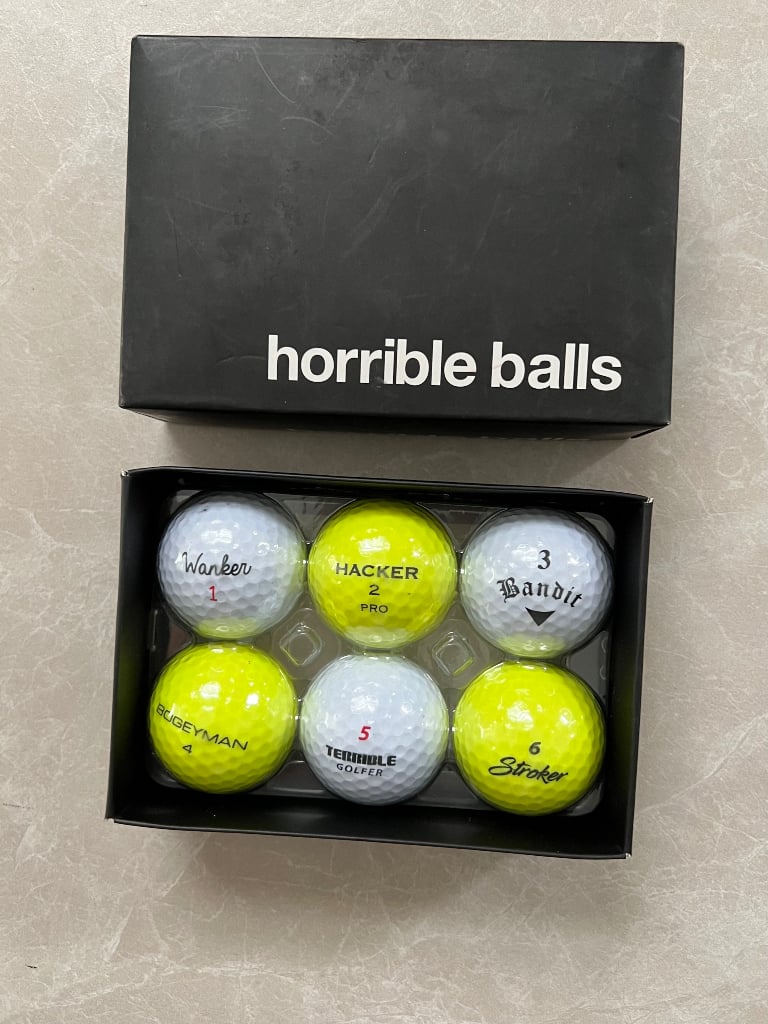 horrible balls
Wanker
1
HACKER
2
PRO
3
Bandit
BOGEYMAN
4
5
TERRIBLE
GOLFER
6
Stroker